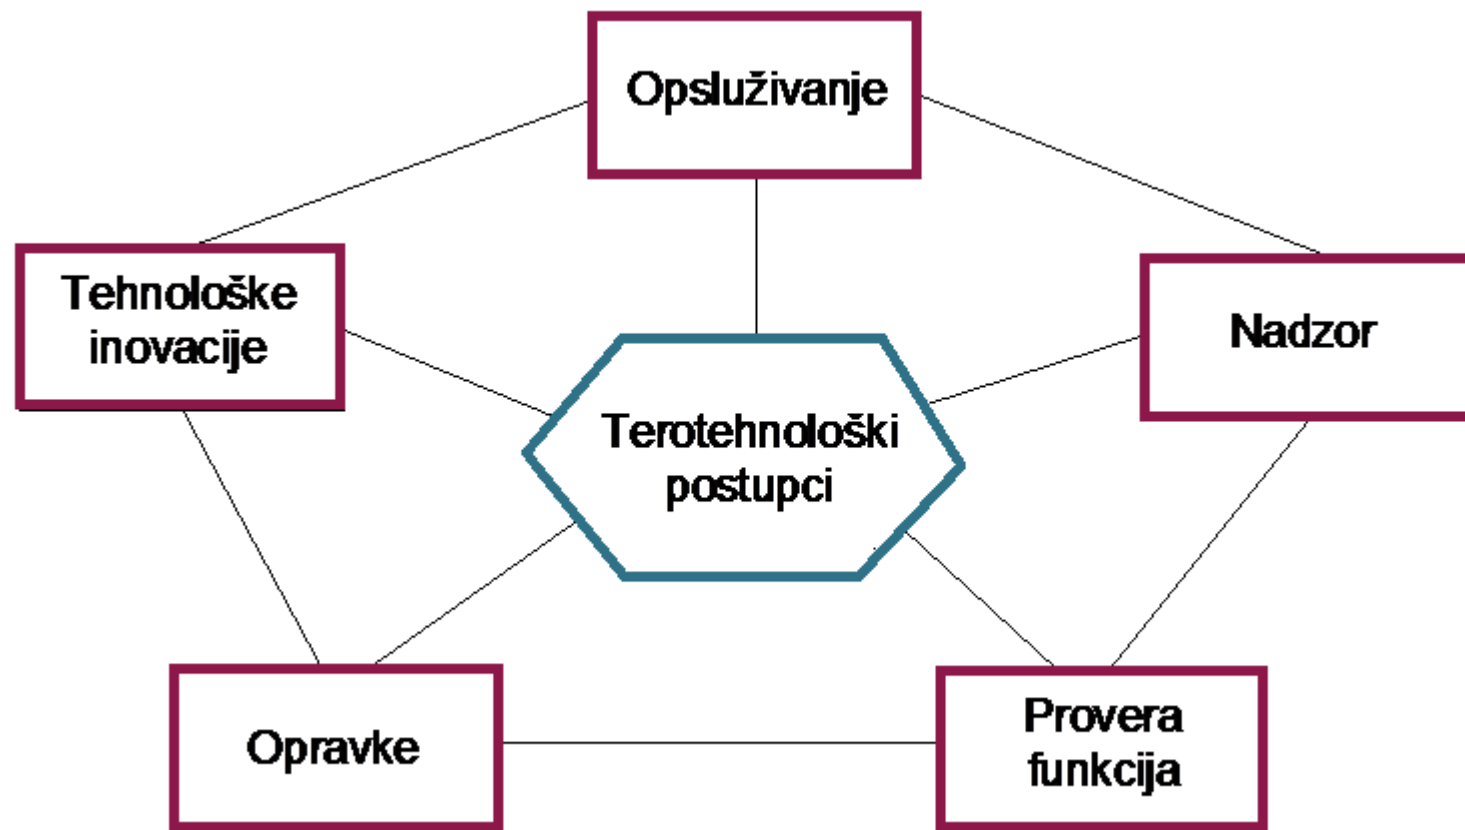 Opsluživanje
Tehnološke
inovacije
Nadzor
Terotehnološki
postupci
Opravke
Provera
funkcija